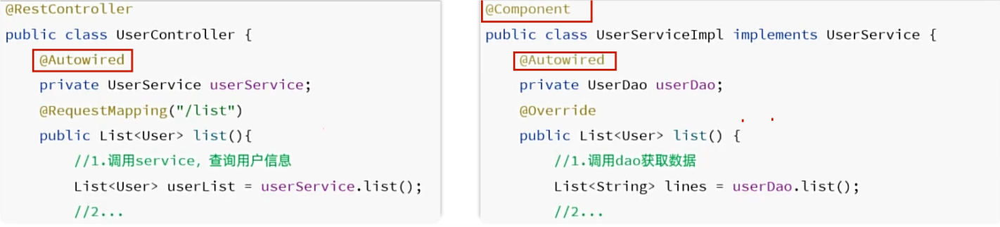 @RestController
public class UserController {
@Autowired
private UserService userService;
@RequestMapping("/list")
public List<User> list(){
//1.调用service，查询用户信息
List<User> userList = userService.list();
//2...
@Component
public class UserServiceImpl implements UserService {
@Autowired
private UserDao userDao;
@Override
public List<User> list() {
//1.调用dao获取数据
List<String> lines = userDao.list();
//2...